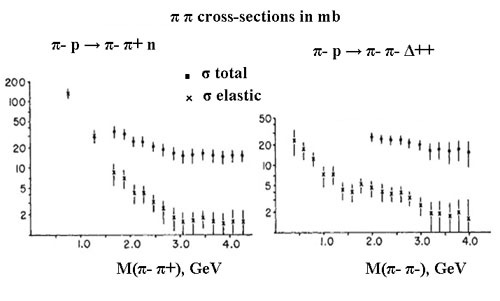 π π cross-sections in mb
π- p → π- π+ n
π- p → π- π- Δ++
σ total
σ elastic
200
100
50
20
10
5
2
1.0
2.0
3.0
4.0
M(π- π+), GeV
50
20
10
5
2
1.0
2.0
3.0
4.0
M(π- π-), GeV